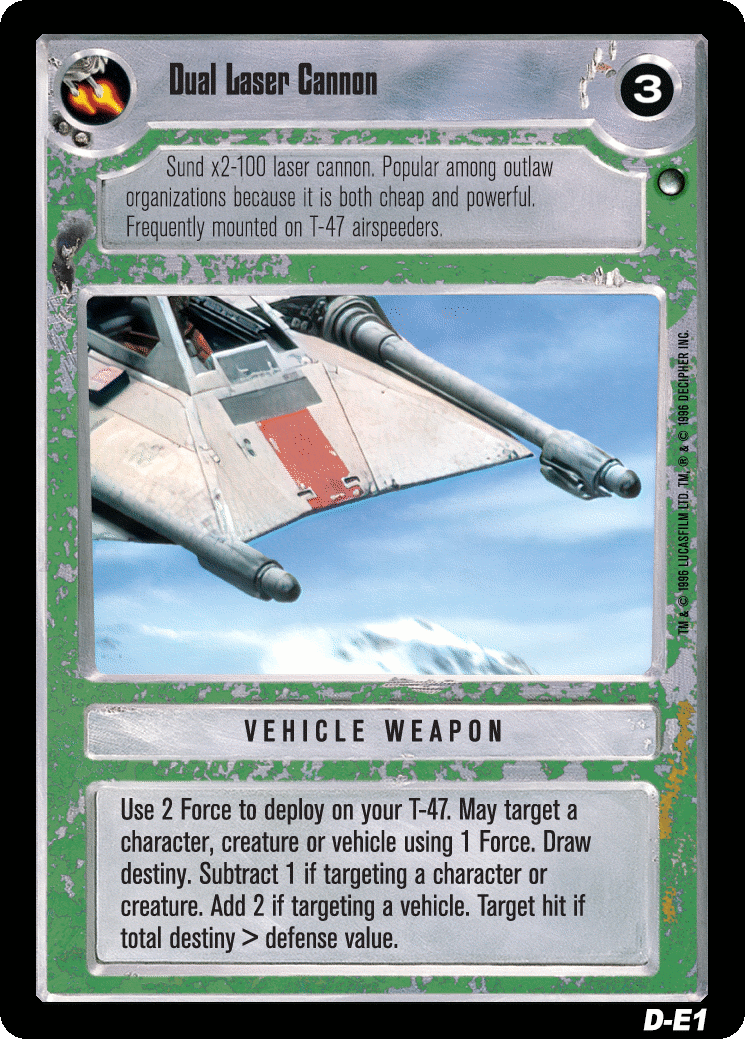 Dual Laser Cannon
3
Sund x2-100 laser cannon. Popular among outlaw
organizations because it is both cheap and powerful.
Frequently mounted on T-47 airspeeders.
TM & © 1996 LUCASFILM LTD. TM, ® & © 1996 DECIPHER INC.
VEHICLE WEAPON
Use 2 Force to deploy on your T-47. May target a
character, creature or vehicle using 1 Force. Draw
destiny. Subtract 1 if targeting a character or
creature. Add 2 if targeting a vehicle. Target hit if
total destiny > defense value.
D-E1